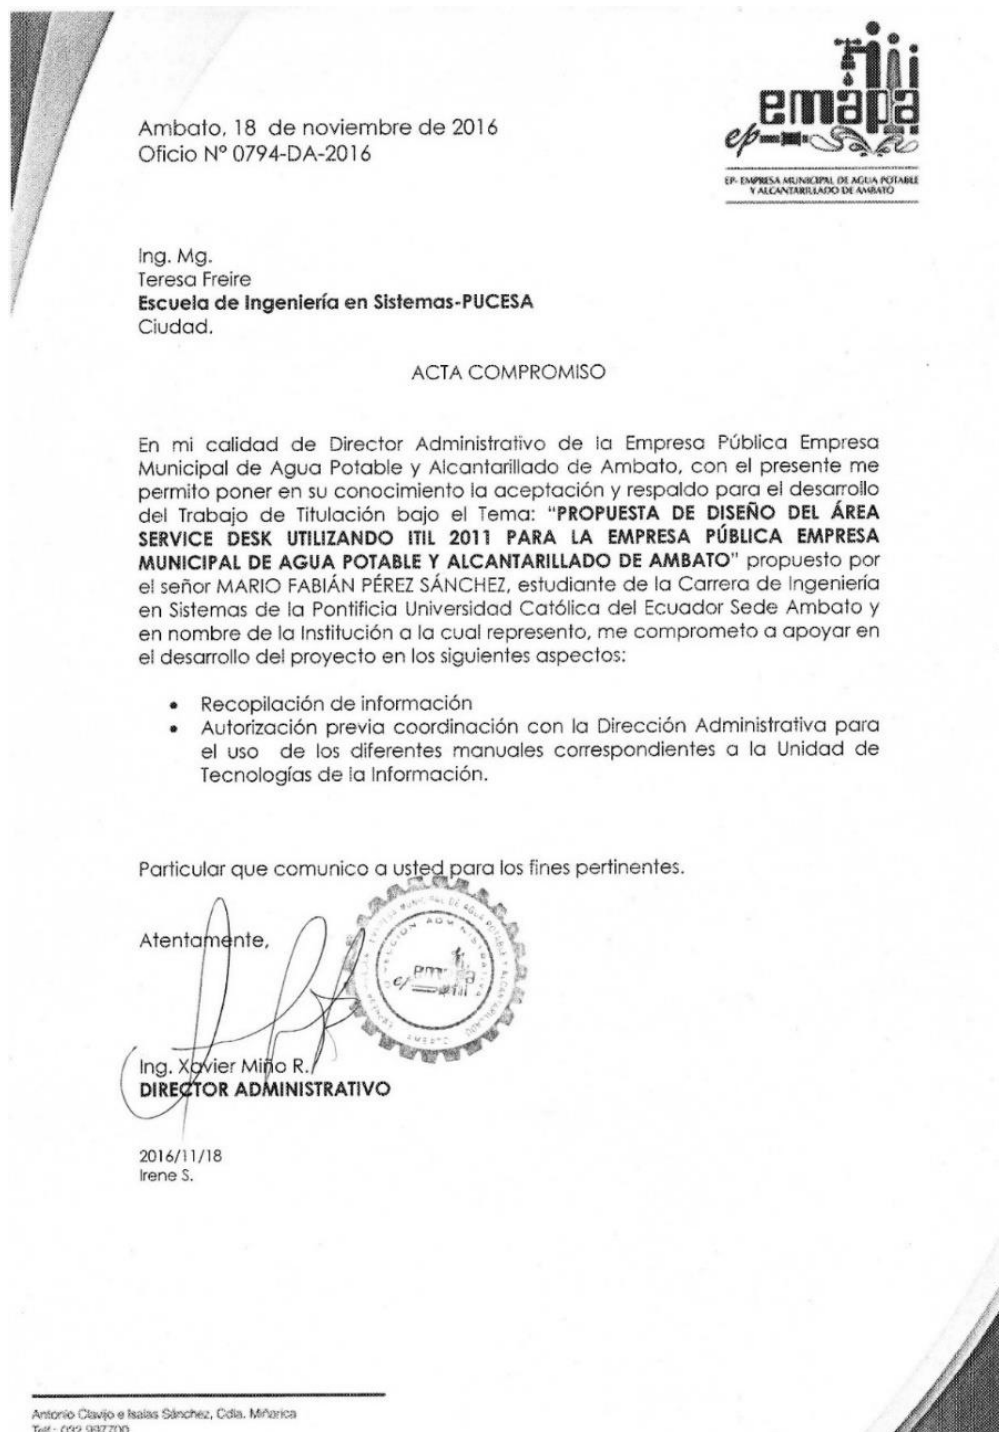 Ambato, 18  de noviembre de 2016
Oficio Nº 0794-DA-2016
emapa
ep
EP- EMPRESA MUNICIPAL DE AGUA POTABLE
Y ALCANTARILLADO DE AMBATO
Ing. Mg.
Teresa Freire
Escuela de Ingeniería en Sistemas-PUCESA
Ciudad.
ACTA COMPROMISO
En mi calidad de Director Administrativo de la Empresa Pública Empresa
Municipal de Agua Potable y Alcantarillado de Ambato, con el presente me
permito poner en su conocimiento la aceptación y respaldo para el desarrollo
del Trabajo de Titulación bajo el Tema: "PROPUESTA DE DISEÑO DEL ÁREA
SERVICE DESK UTILIZANDO ITIL 2011 PARA LA EMPRESA PÚBLICA EMPRESA
MUNICIPAL DE AGUA POTABLE Y ALCANTARILLADO DE AMBATO" propuesto por
el señor MARIO FABIÁN PÉREZ SÁNCHEZ, estudiante de la Carrera de Ingeniería
en Sistemas de la Pontificia Universidad Católica del Ecuador Sede Ambato y
en nombre de la Institución a la cual represento, me comprometo a apoyar en
el desarrollo del proyecto en los siguientes aspectos:
• Recopilación de información
• Autorización previa coordinación con la Dirección Administrativa para
el uso  de los diferentes manuales correspondientes a la Unidad de
Tecnologías de la Información.
Particular que comunico a usted para los fines pertinentes.
Atentamente,
Ing. Xavier Miño R.
DIRECTOR ADMINISTRATIVO
2016/11/18
Irene S.
Antonio Clavijo e Isaías Sánchez, Cdla. Miñarica
Telf.: 032 997700